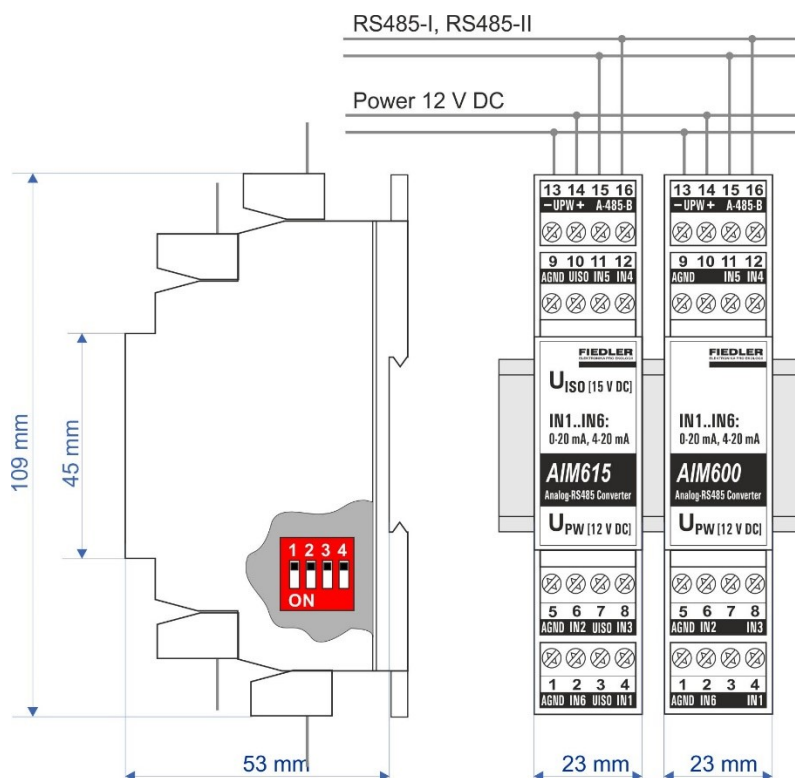 RS485-I, RS485-II
Power 12 V DC
109 mm
45 mm
1 2 3 4
ON
53 mm
13 14 15 16
– UPW + A-485-B
9 10 11 12
AGND UISO IN5 IN4
FIEDLER
UISO [15 V DC]
IN1..IN6:
0-20 mA, 4-20 mA
AIM615
Analog-RS485 Converter
UPW [12 V DC]
5 6 7 8
AGND IN2 UISO IN3
1 2 3 4
AGND IN6 UISO IN1
23 mm
13 14 15 16
– UPW + A-485-B
9 10 11 12
AGND IN5 IN4
FIEDLER
IN1..IN6:
0-20 mA, 4-20 mA
AIM600
Analog-RS485 Converter
UPW [12 V DC]
5 6 7 8
AGND IN2 IN3
1 2 3 4
AGND IN6 IN1
23 mm